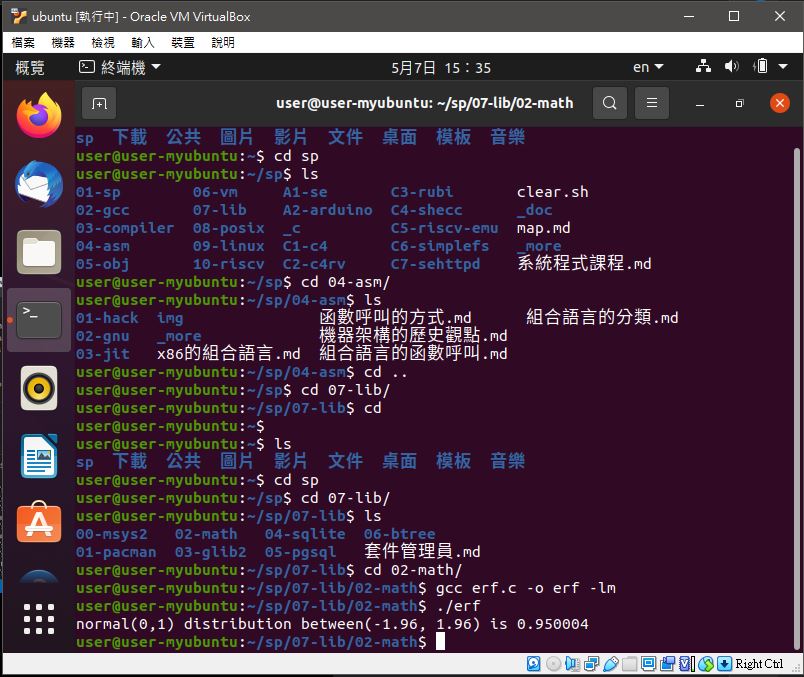 ubuntu [執行中] - Oracle VM VirtualBox
檔案 機器 檢視 輸入 裝置 說明
概覽 終端機 5月7日 15：35 en
user@user-myubuntu: ~/sp/07-lib/02-math
sp 下載 公共 圖片 影片 文件 桌面 模板 音樂
user@user-myubuntu:~$ cd sp
user@user-myubuntu:~/sp$ ls
01-sp 06-vm A1-se C3-rubi clear.sh
02-gcc 07-lib A2-arduino C4-shecc _doc
03-compiler 08-posix _c C5-riscv-emu map.md
04-asm 09-linux C1-c4 C6-simplefs _more
05-obj 10-riscv C2-c4rv C7-sehttpd 系統程式課程.md
user@user-myubuntu:~/sp$ cd 04-asm/
user@user-myubuntu:~/sp/04-asm$ ls
01-hack img 函數呼叫的方式.md 組合語言的分類.md
02-gnu _more 機器架構的歷史觀點.md
03-jit x86的組合語言.md 組合語言的函數呼叫.md
user@user-myubuntu:~/sp/04-asm$ cd ..
user@user-myubuntu:~/sp$ cd 07-lib/
user@user-myubuntu:~/sp/07-lib$ cd
user@user-myubuntu:~$
user@user-myubuntu:~$ ls
sp 下載 公共 圖片 影片 文件 桌面 模板 音樂
user@user-myubuntu:~$ cd sp
user@user-myubuntu:~/sp$ cd 07-lib/
user@user-myubuntu:~/sp/07-lib$ ls
00-msys2 02-math 04-sqlite 06-btree
01-pacman 03-glib2 05-pgsql 套件管理員.md
user@user-myubuntu:~/sp/07-lib$ cd 02-math/
user@user-myubuntu:~/sp/07-lib/02-math$ gcc erf.c -o erf -lm
user@user-myubuntu:~/sp/07-lib/02-math$ ./erf
normal(0,1) distribution between(-1.96, 1.96) is 0.950004
user@user-myubuntu:~/sp/07-lib/02-math$
Right Ctrl